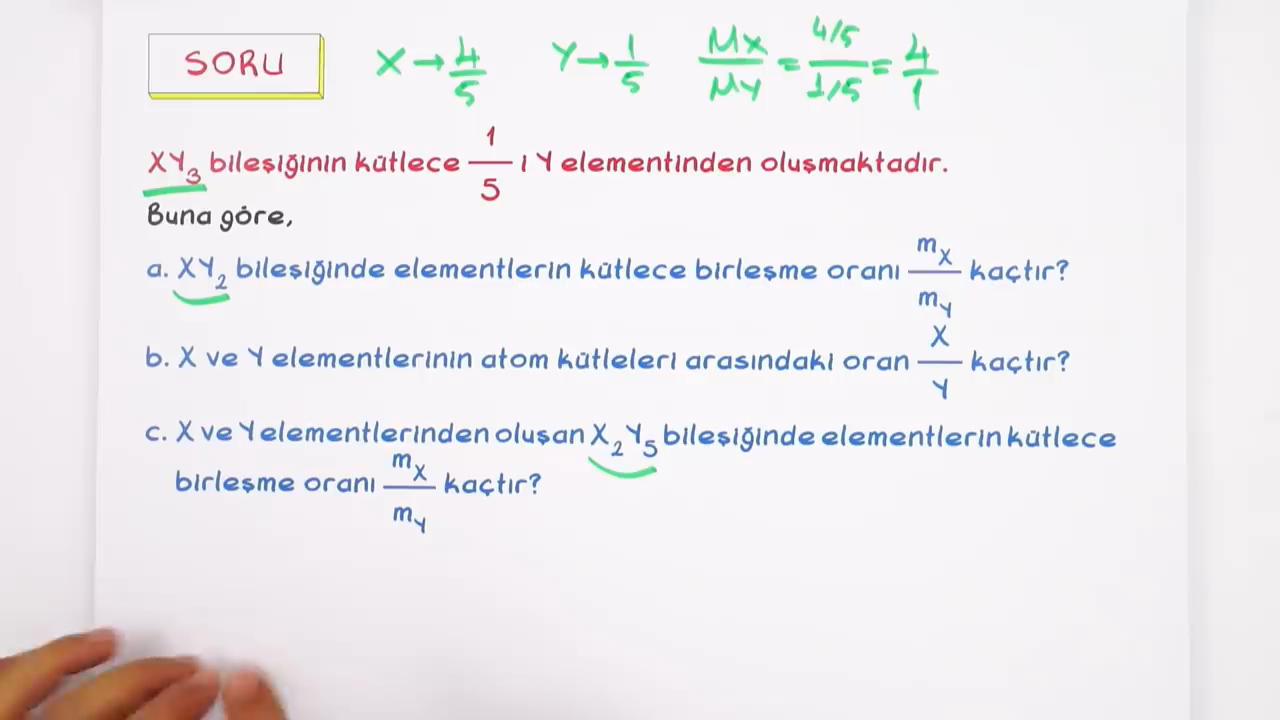 SORU X → 4/5 Y → 1/5 Mx/My = 4/5 / 1/5 = 4/1
XY₃ bileşiğinin kütlece 1/5 i Y elementinden oluşmaktadır.
Buna göre,
a. XY₂ bileşiğinde elementlerin kütlece birleşme oranı mX/mY kaçtır?
b. X ve Y elementlerinin atom kütleleri arasındaki oran X/Y kaçtır?
c. X ve Y elementlerinden oluşan X₂Y₅ bileşiğinde elementlerin kütlece
birleşme oranı mX/mY kaçtır?